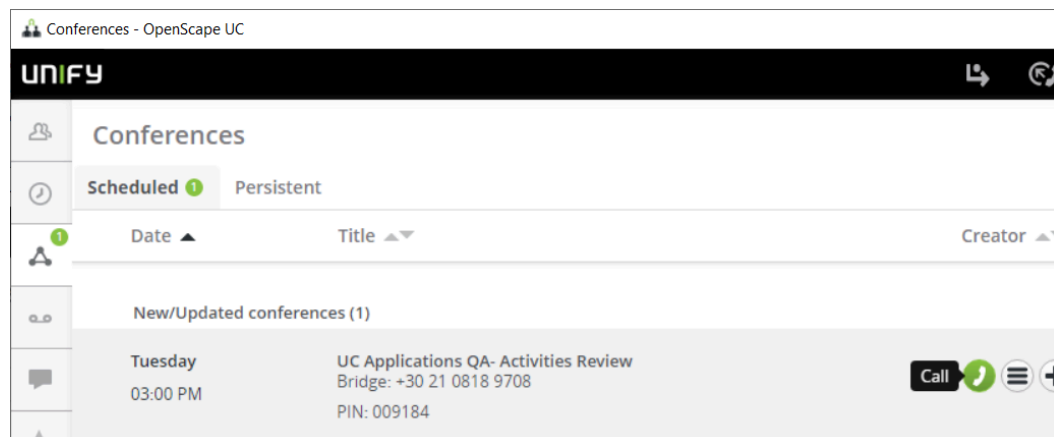 Conferences - OpenScape UC
UNIFY
Conferences
Scheduled 1 Persistent
1
Date Title Creator
New/Updated conferences (1)
Tuesday
03:00 PM
UC Applications QA- Activities Review
Bridge: +30 21 0818 9708
PIN: 009184
Call